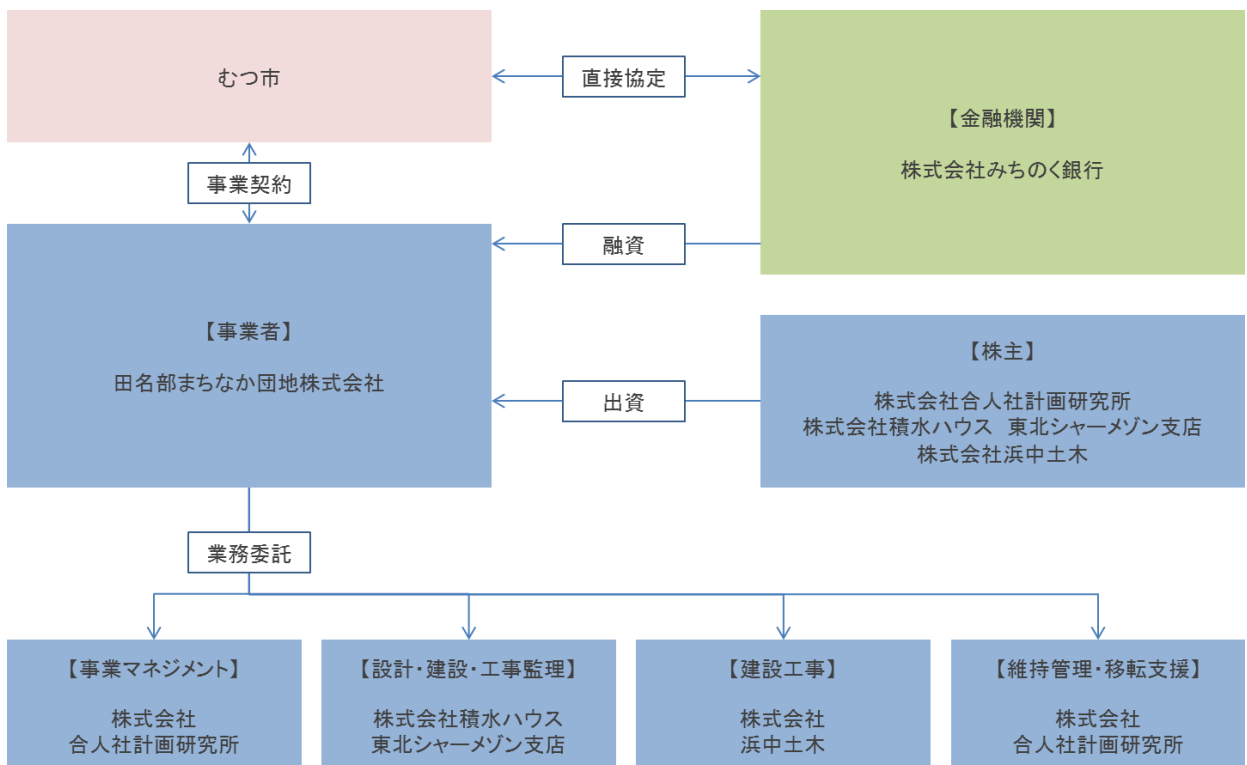 むつ市
直接協定
【金融機関】
株式会社みちのく銀行
事業契約
融資
【事業者】
田名部まちなか団地株式会社
【株主】
株式会社合人社計画研究所
株式会社積水ハウス　東北シャーメゾン支店
株式会社浜中土木
出資
業務委託
【事業マネジメント】
株式会社
合人社計画研究所
【設計・建設・工事監理】
株式会社積水ハウス
東北シャーメゾン支店
【建設工事】
株式会社
浜中土木
【維持管理・移転支援】
株式会社
合人社計画研究所